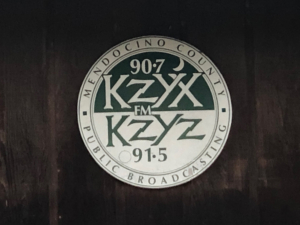 MENDOCINO COUNTY
90.7
KZYX
FM
KZYZ
91.5
PUBLIC BROADCASTING